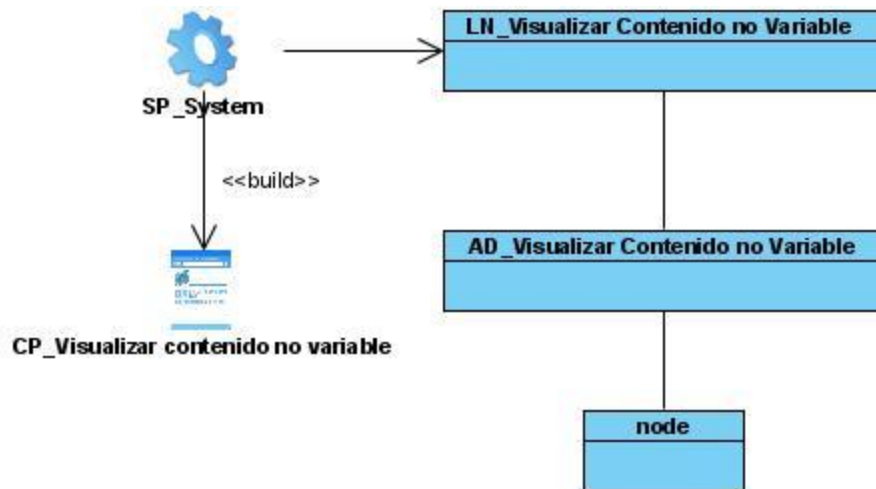 LN_Visualizar Contenido no Variable
SP_System
<<build>>
AD_Visualizar Contenido no Variable
CP_Visualizar contenido no variable
node